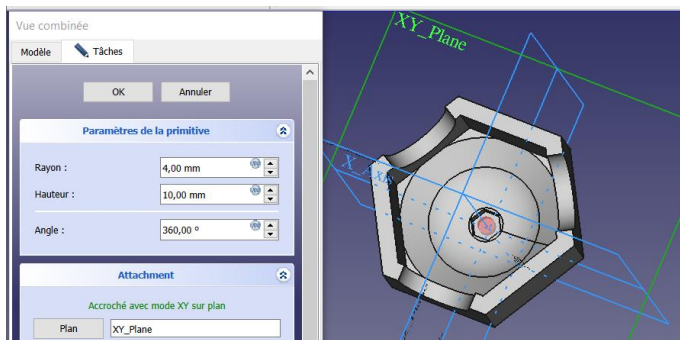 Vue combinée
Modèle
Tâches
OK
Annuler
Paramètres de la primitive
Rayon :
4,00 mm
Hauteur :
10,00 mm
Angle :
360,00 °
Attachment
Accroché avec mode XY sur plan
Plan
XY_Plane
XY_Plane
X_Axis